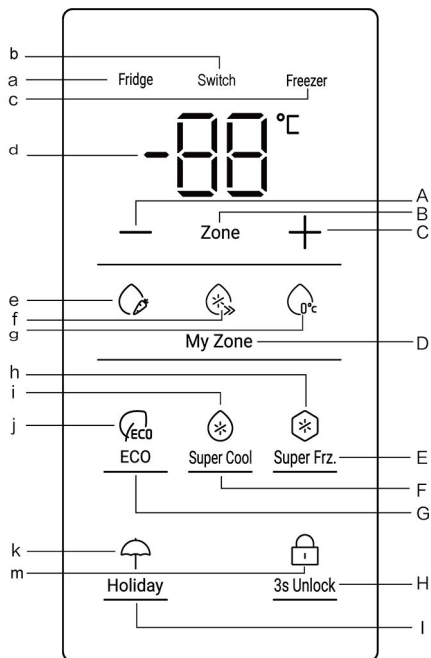 b
a Fridge Switch Freezer
c
d -88 °C
A
B
— Zone + C
e
f 0°c
g
My Zone D
h
i
j ECO
ECO Super Cool Super Frz. E
F
G
k
m
Holiday 3s Unlock H
I